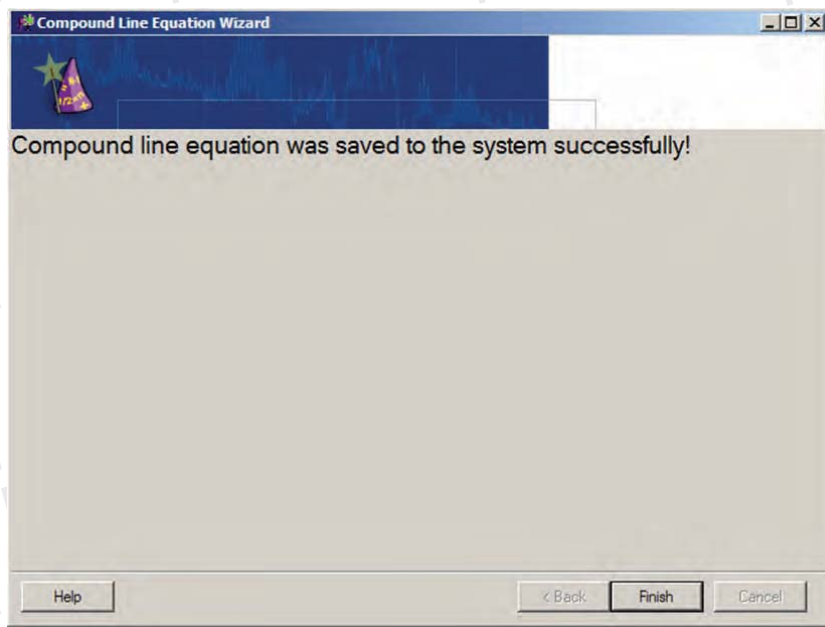 Compound Line Equation Wizard
Compound line equation was saved to the system successfully!
Help
< Back
Finish
Cancel